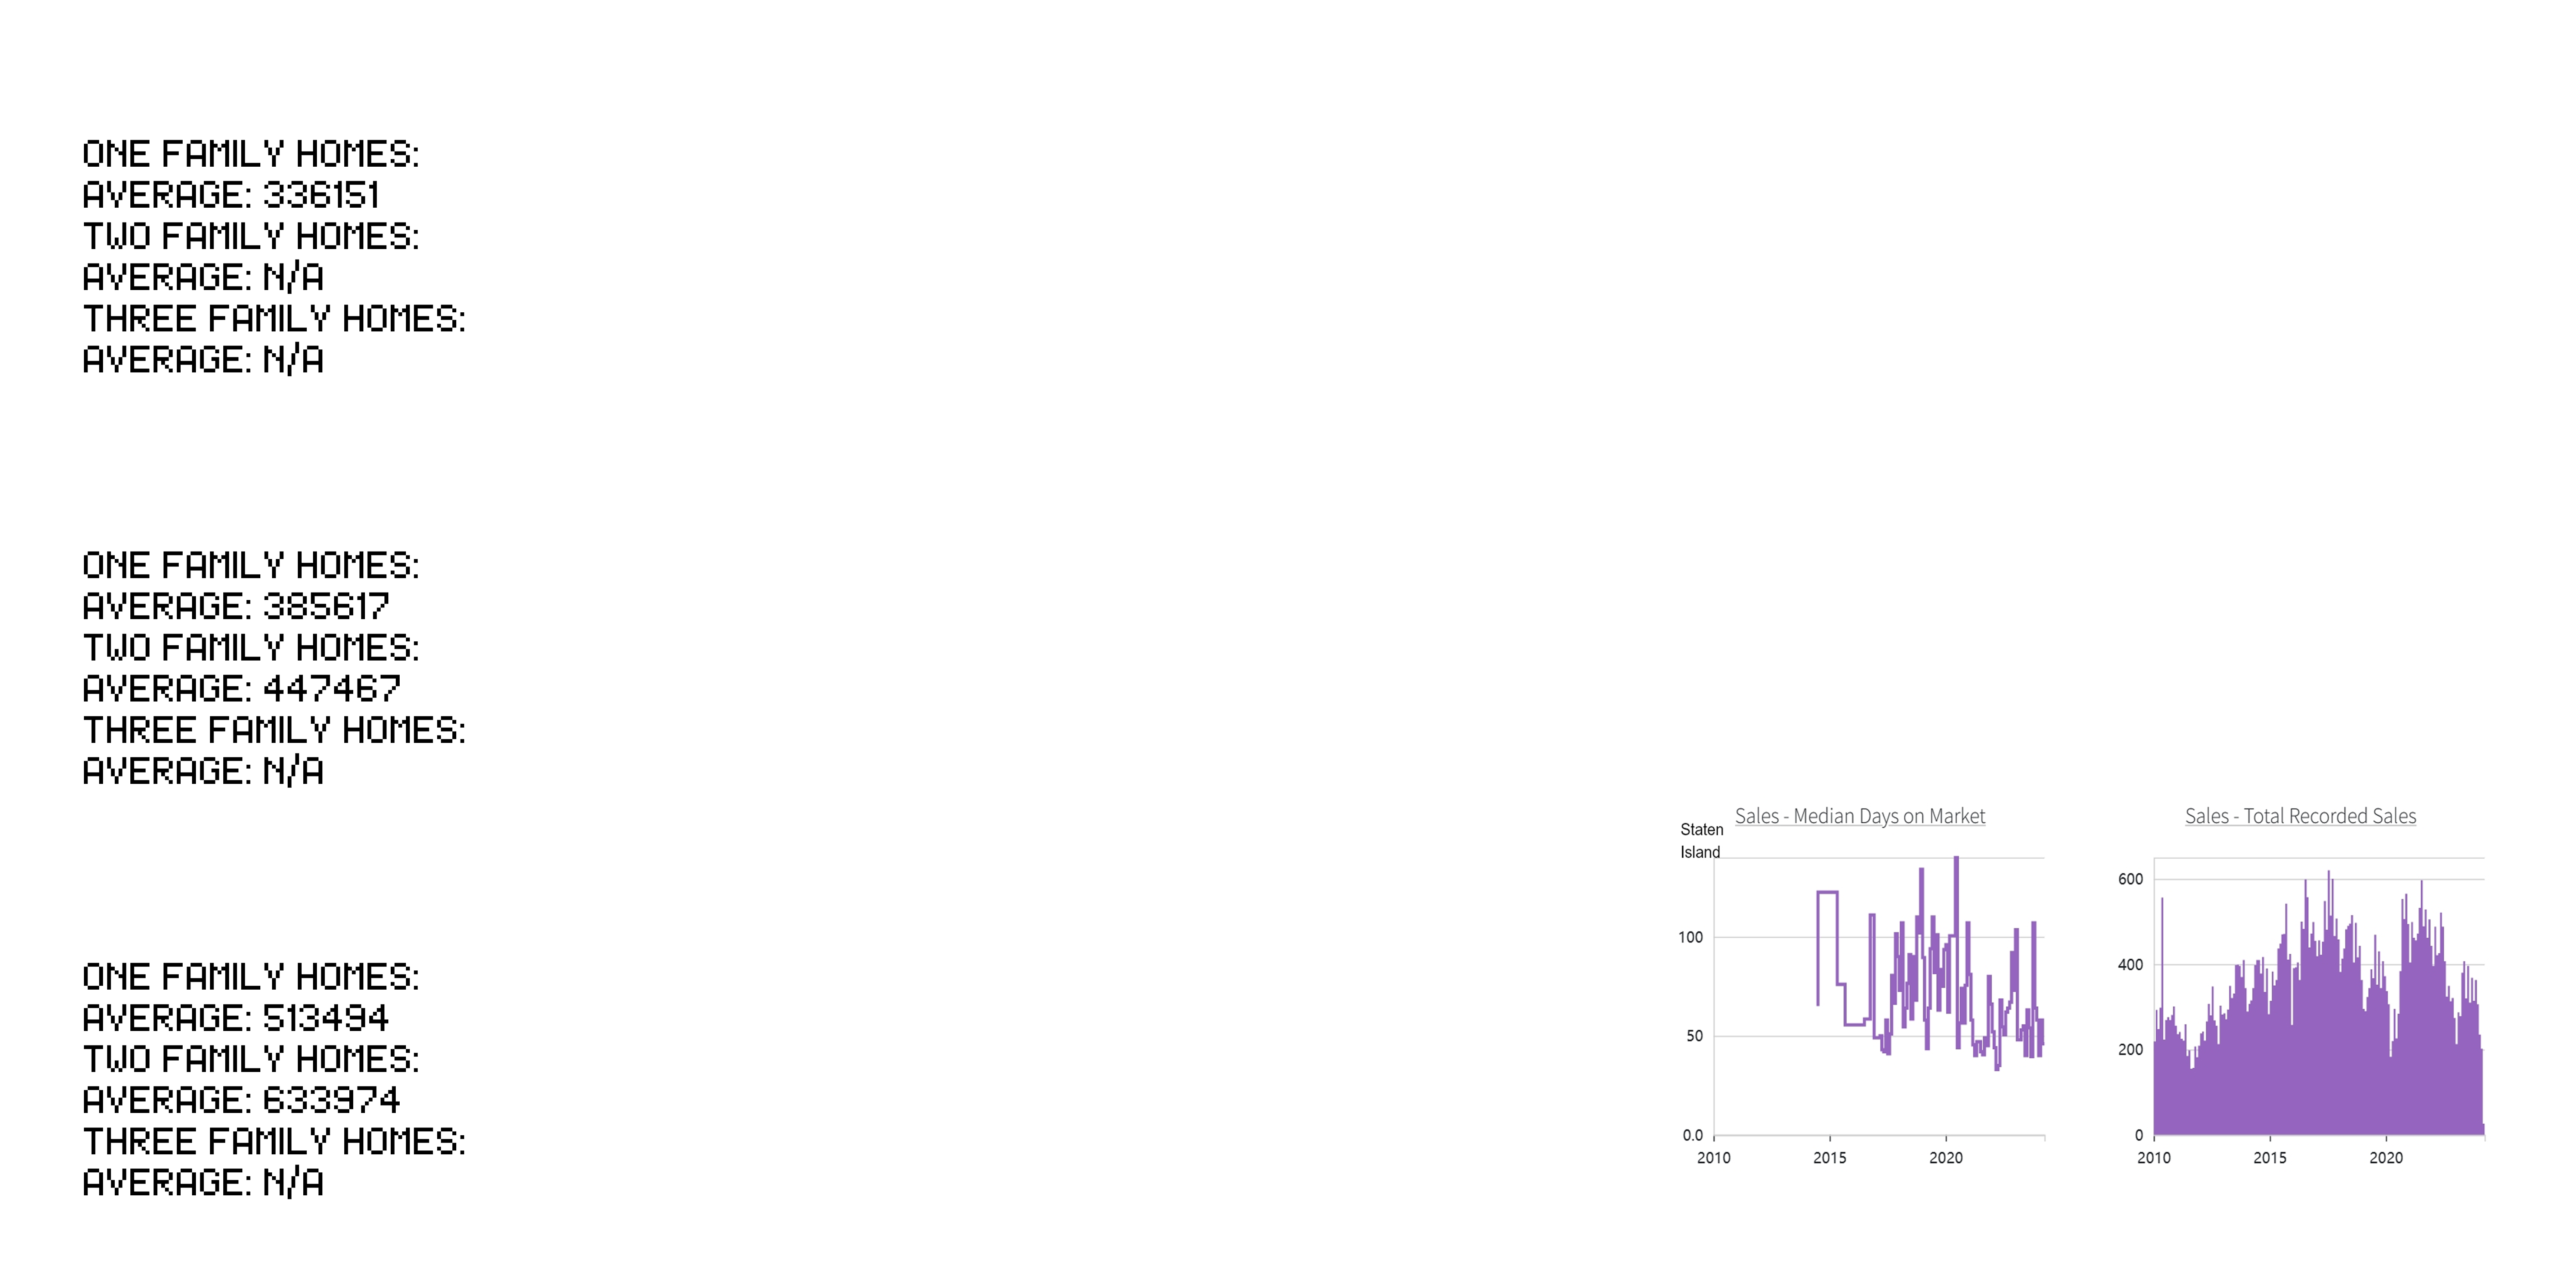 ONE FAMILY HOMES:
AVERAGE: 336151
TWO FAMILY HOMES:
AVERAGE: N/A
THREE FAMILY HOMES:
AVERAGE: N/A
ONE FAMILY HOMES:
AVERAGE: 385617
TWO FAMILY HOMES:
AVERAGE: 447467
THREE FAMILY HOMES:
AVERAGE: N/A
ONE FAMILY HOMES:
AVERAGE: 513494
TWO FAMILY HOMES:
AVERAGE: 633974
THREE FAMILY HOMES:
AVERAGE: N/A
Sales - Median Days on Market
Staten
Island
100
50
0.0
2010 2015 2020
Sales - Total Recorded Sales
600
400
200
0
2010 2015 2020